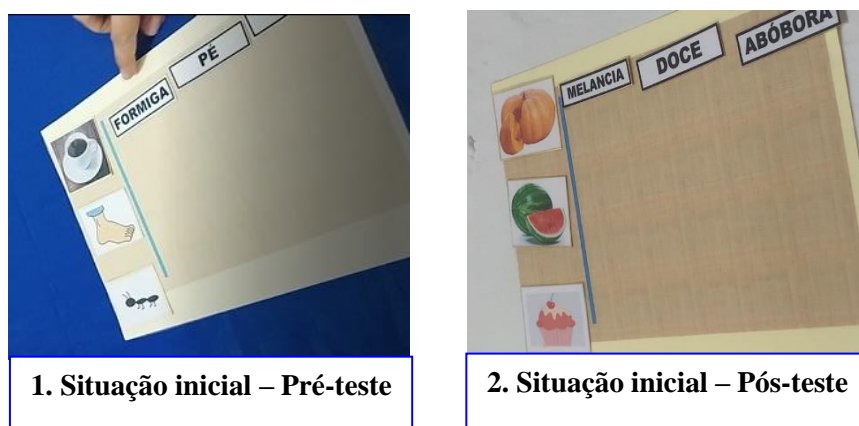 FORMIGA
PÉ
MELANCIA
DOCE
ABÓBORA
1. Situação inicial – Pré-teste
2. Situação inicial – Pós-teste